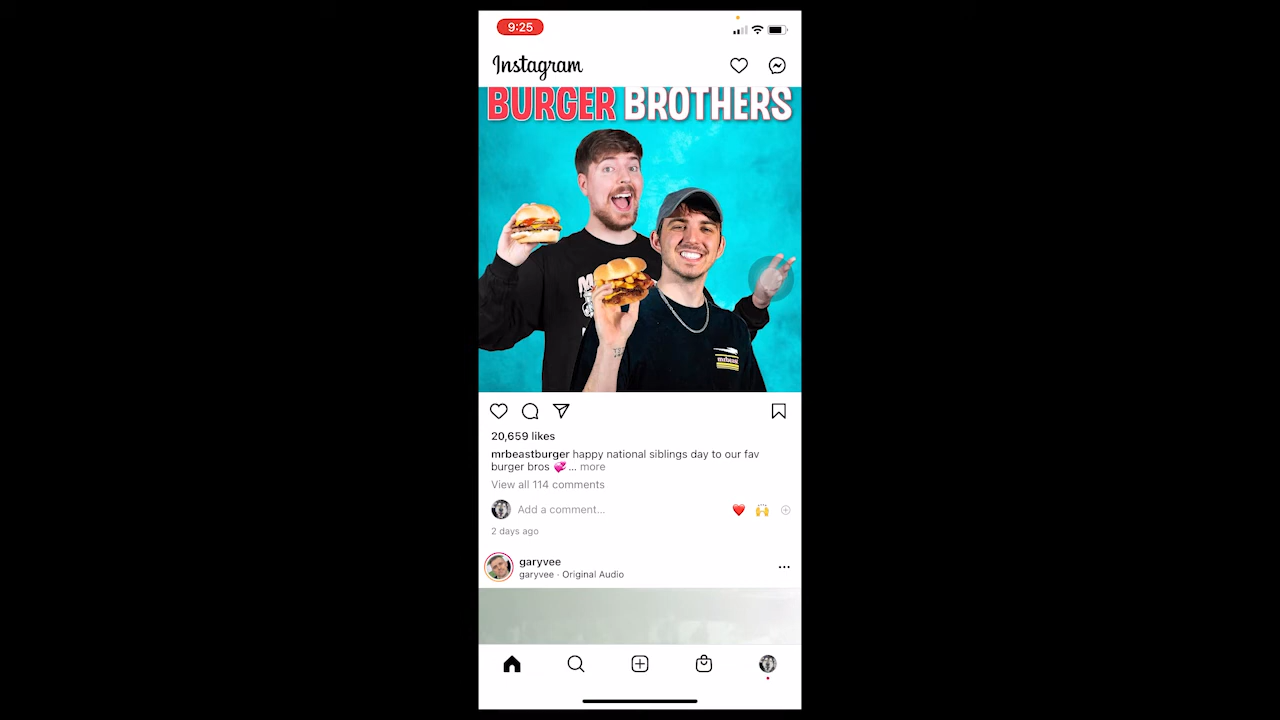 9:25
Instagram
BURGER BROTHERS
mrbeast
20,659 likes
mrbeastburger happy national siblings day to our fav
burger bros 💞 ... more
View all 114 comments
Add a comment...
2 days ago
garyvee
garyvee · Original Audio